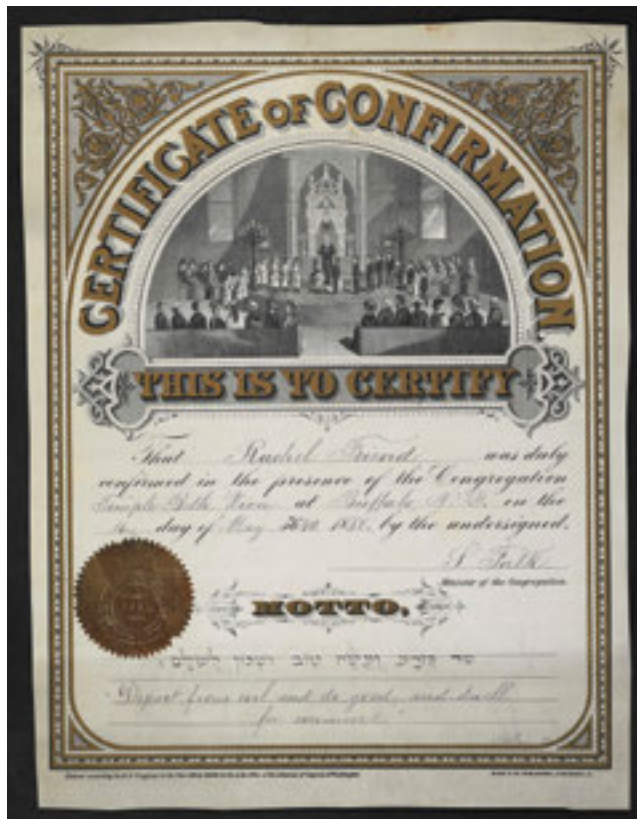 CERTIFICATE OF CONFIRMATION
THIS IS TO CERTIFY
That Rachel was duly
confirmed in the presence of the Congregation
Temple Beth at Buffalo N. Y. on the
day of May by the undersigned.
S Falk
Minister of the Congregation.
MOTTO,
סור מרע ועשה טוב ושכון לעולם
Depart from evil, and do good, and dwell
for evermore